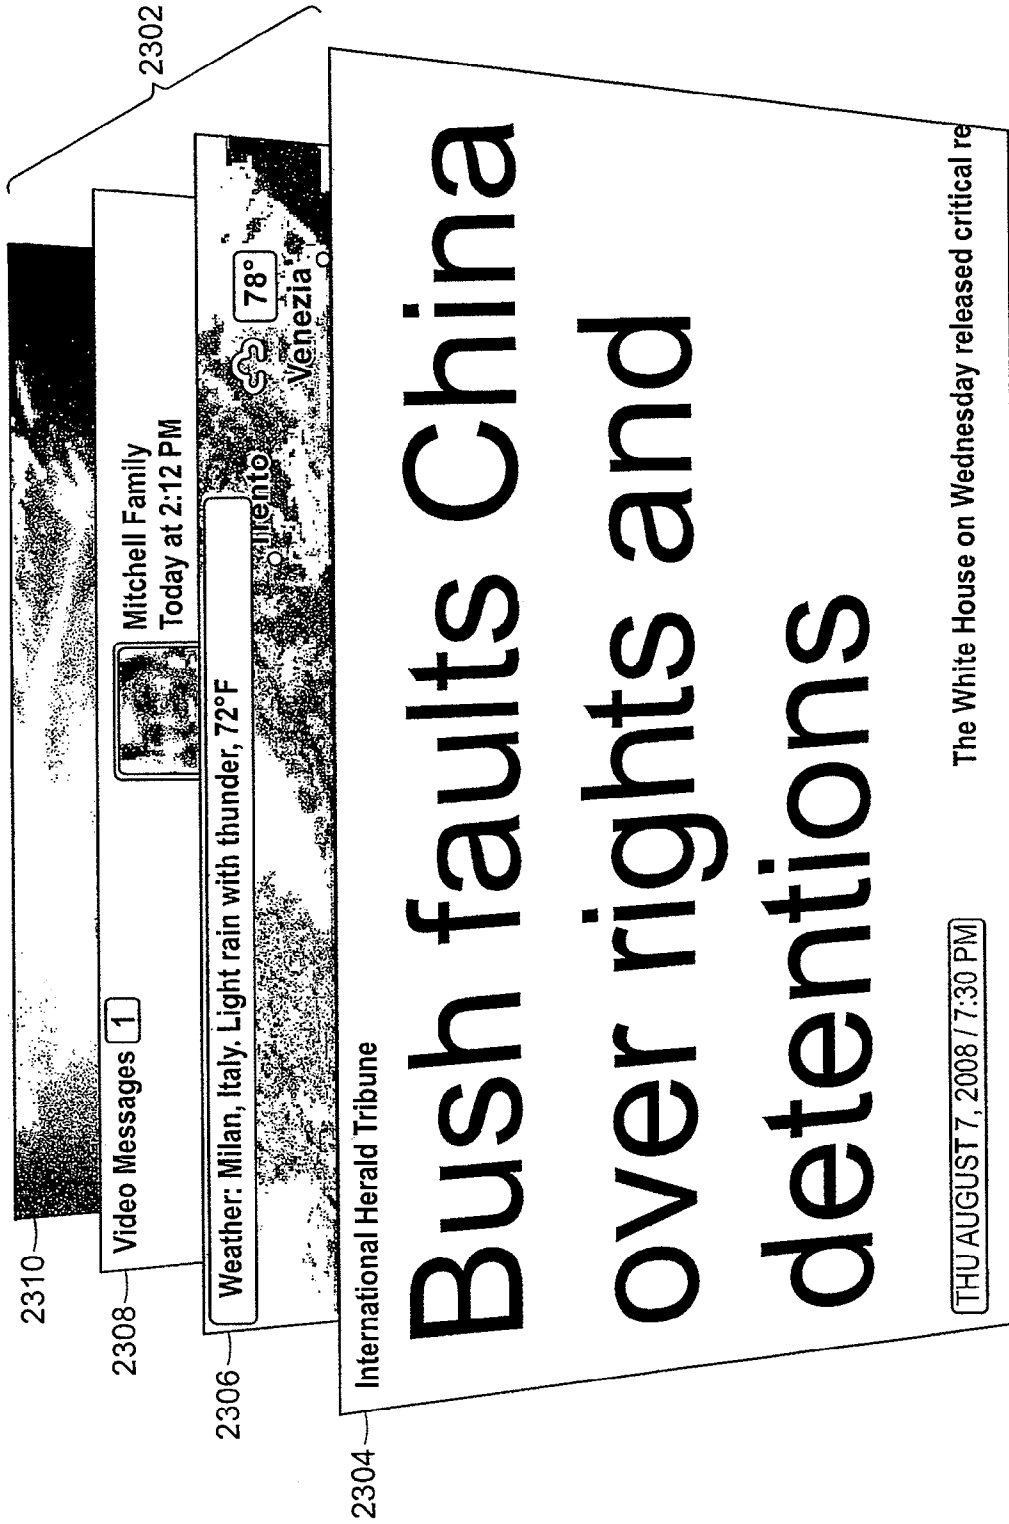 2302
2310
2308
Video Messages 1
Mitchell Family
Today at 2:12 PM
2306
Weather: Milan, Italy. Light rain with thunder, 72°F
78°
Trento
Venezia
2304
International Herald Tribune
Bush faults China
over rights and
detentions
THU AUGUST 7, 2008 / 7:30 PM
The White House on Wednesday released critical re